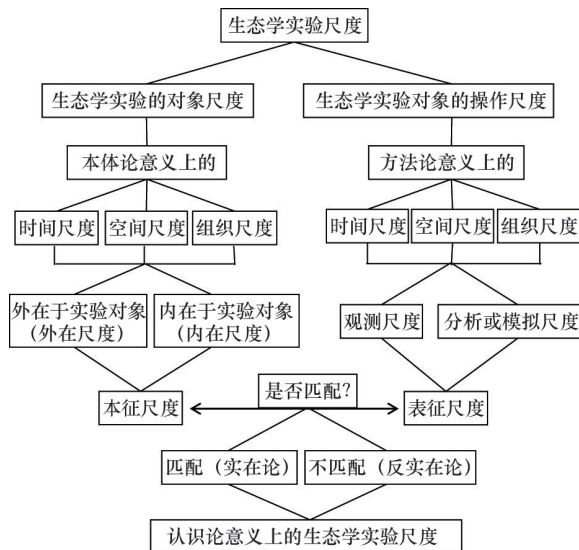 生态学实验尺度
生态学实验的对象尺度
生态学实验对象的操作尺度
本体论意义上的
方法论意义上的
时间尺度
空间尺度
组织尺度
时间尺度
空间尺度
组织尺度
外在于实验对象
(外在尺度)
内在于实验对象
(内在尺度)
观测尺度
分析或模拟尺度
是否匹配?
本征尺度
表征尺度
匹配（实在论）
不匹配（反实在论）
认识论意义上的生态学实验尺度